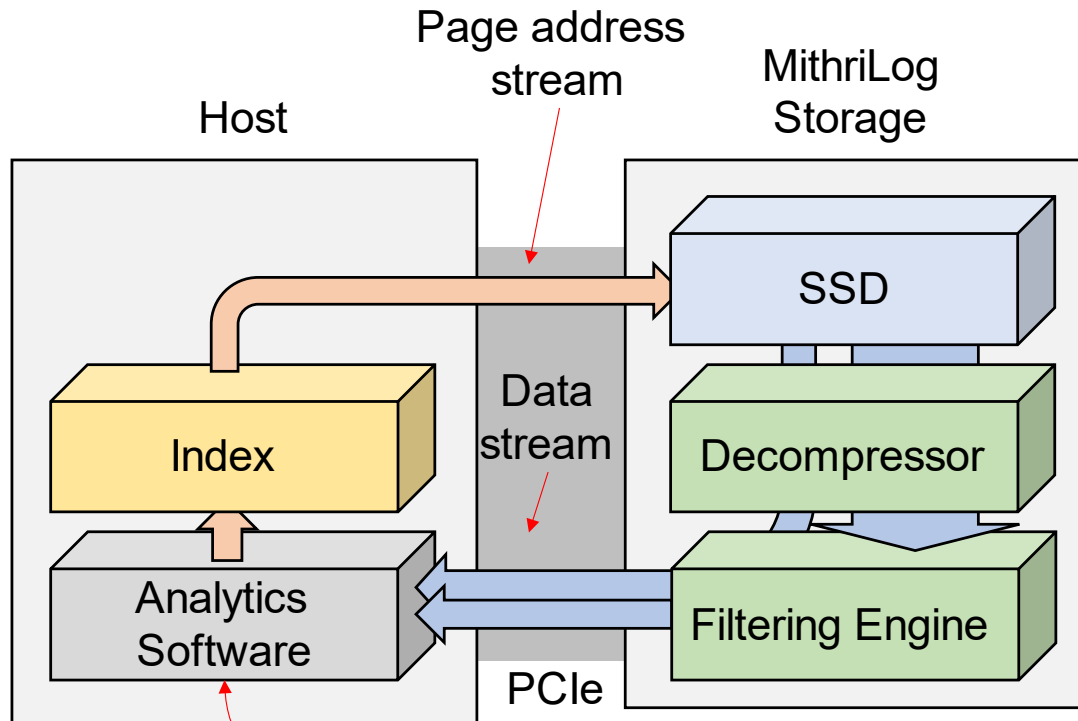 Page address
stream
MithriLog
Storage
Host
SSD
Index
Data
stream
Decompressor
Analytics
Software
Filtering Engine
PCIe